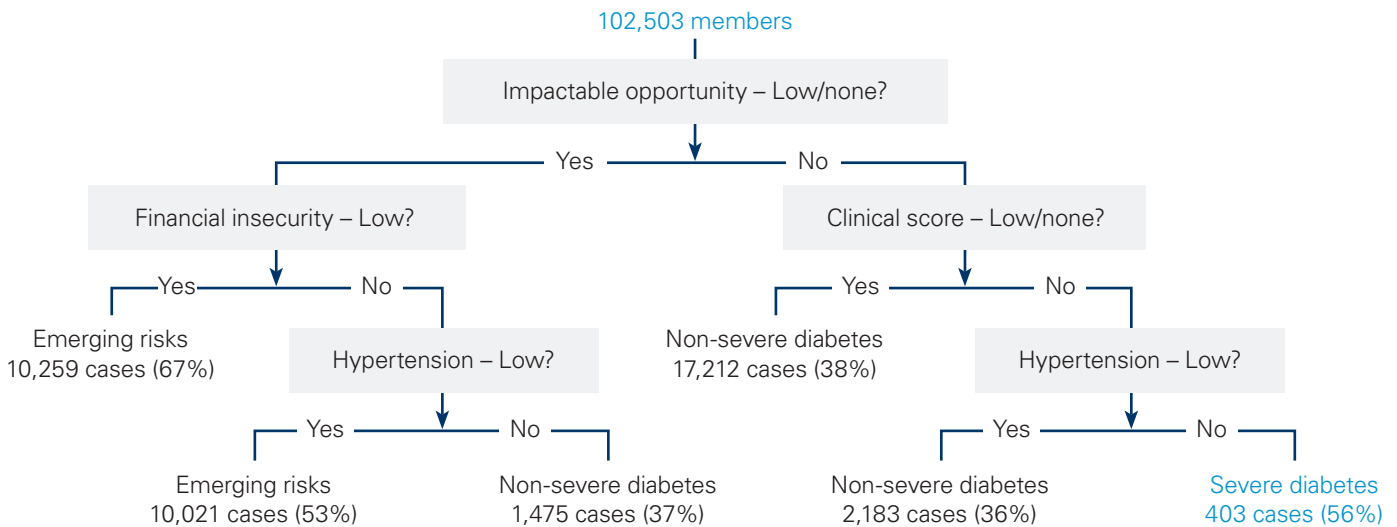 102,503 members
Impactable opportunity – Low/none?
Yes
No
Financial insecurity – Low?
Clinical score – Low/none?
Yes
No
Yes
No
Emerging risks
10,259 cases (67%)
Hypertension – Low?
Non-severe diabetes
17,212 cases (38%)
Hypertension – Low?
Yes
No
Yes
No
Emerging risks
10,021 cases (53%)
Non-severe diabetes
1,475 cases (37%)
Non-severe diabetes
2,183 cases (36%)
Severe diabetes
403 cases (56%)